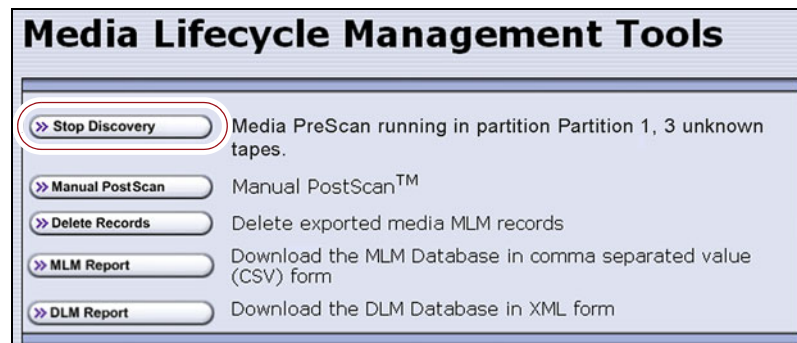 Media Lifecycle Management Tools
» Stop Discovery Media PreScan running in partition Partition 1, 3 unknown
tapes.
» Manual PostScan Manual PostScan™
» Delete Records Delete exported media MLM records
» MLM Report Download the MLM Database in comma separated value
(CSV) form
» DLM Report Download the DLM Database in XML form